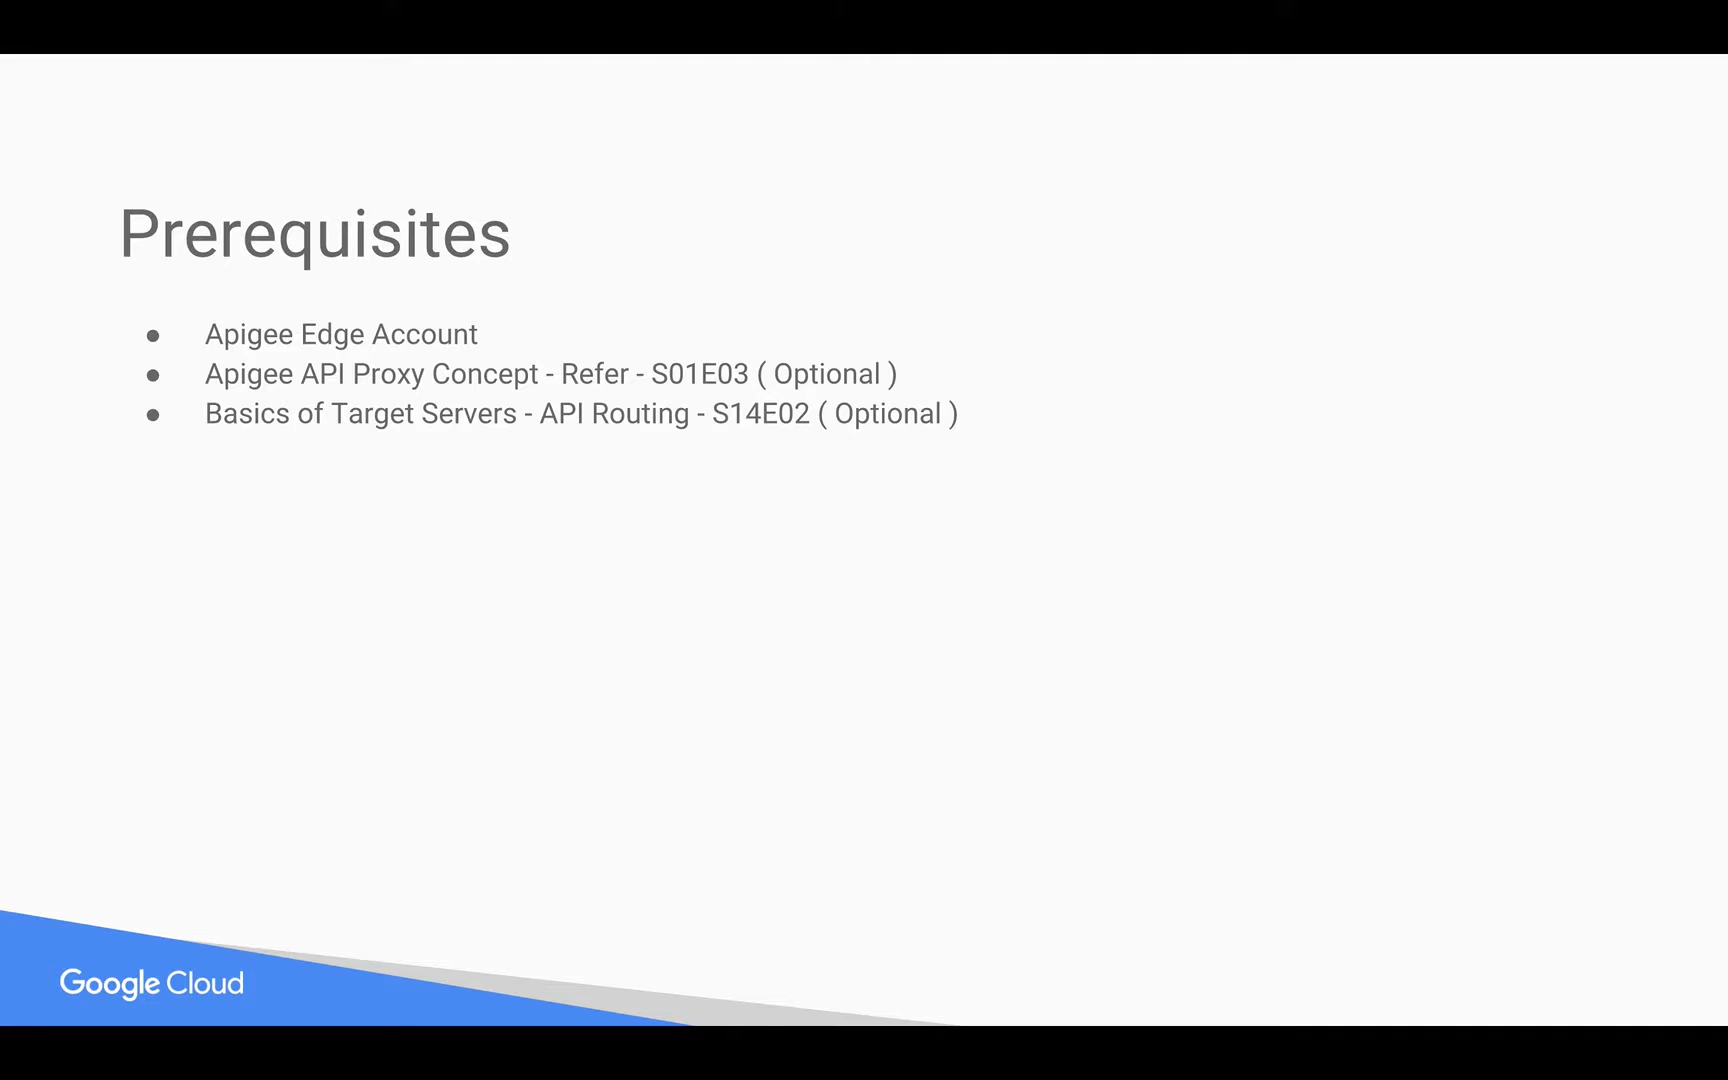 Prerequisites
● Apigee Edge Account
● Apigee API Proxy Concept - Refer - S01E03 ( Optional )
● Basics of Target Servers - API Routing - S14E02 ( Optional )
Google Cloud